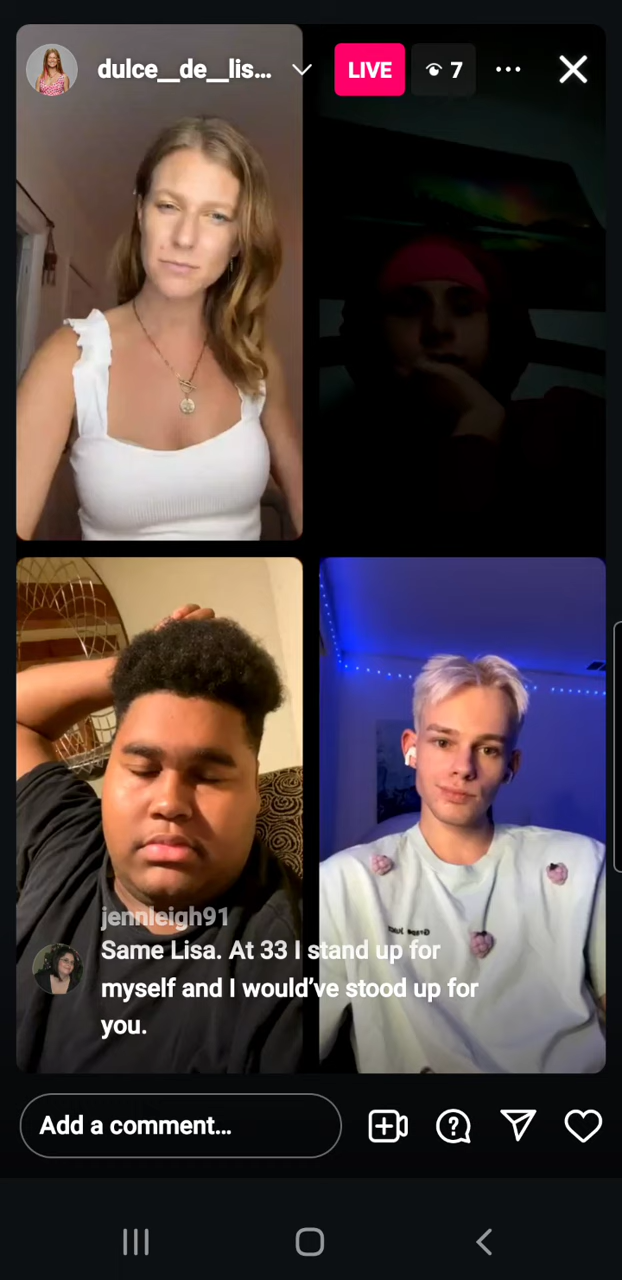 dulce__de__lis...
LIVE
7
jennleigh91
Same Lisa. At 33 I stand up for
myself and I would've stood up for
you.
Add a comment...